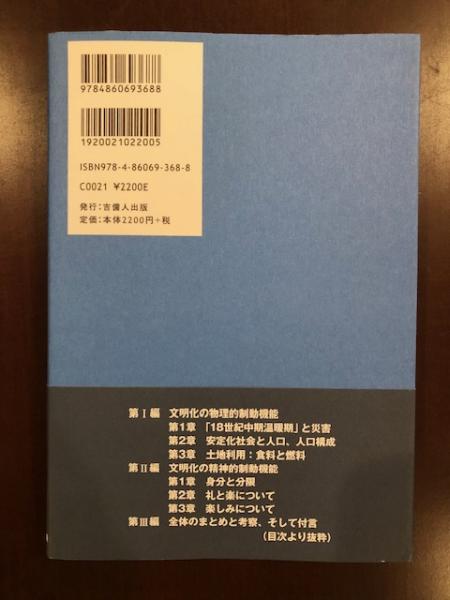 9784860693688
1920021022005
ISBN978-4-86069-368-8
C0021 ¥2200E
発行:吉備人出版
定価:本体2200円+税
第Ⅰ編 文明化の物理的制動機能
第1章 「18世紀中期温暖期」と災害
第2章 安定化社会と人口、人口構成
第3章 土地利用:食料と燃料
第Ⅱ編 文明化の精神的制動機能
第1章 身分と分限
第2章 礼と楽について
第3章 楽しみについて
第Ⅲ編 全体のまとめと考察、そして付言
(目次より抜粋)